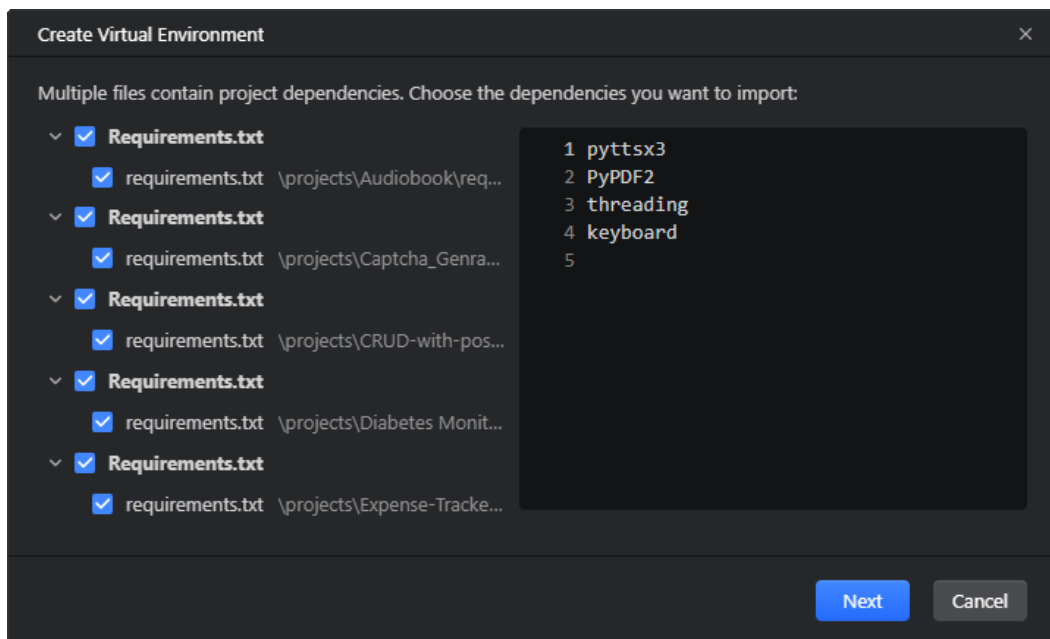 Create Virtual Environment
Multiple files contain project dependencies. Choose the dependencies you want to import:
Requirements.txt
requirements.txt \projects\Audiobook\req...
Requirements.txt
requirements.txt \projects\Captcha_Genra...
Requirements.txt
requirements.txt \projects\CRUD-with-pos...
Requirements.txt
requirements.txt \projects\Diabetes Monit...
Requirements.txt
requirements.txt \projects\Expense-Tracke...
1 pyttsx3
2 PyPDF2
3 threading
4 keyboard
5
Next Cancel